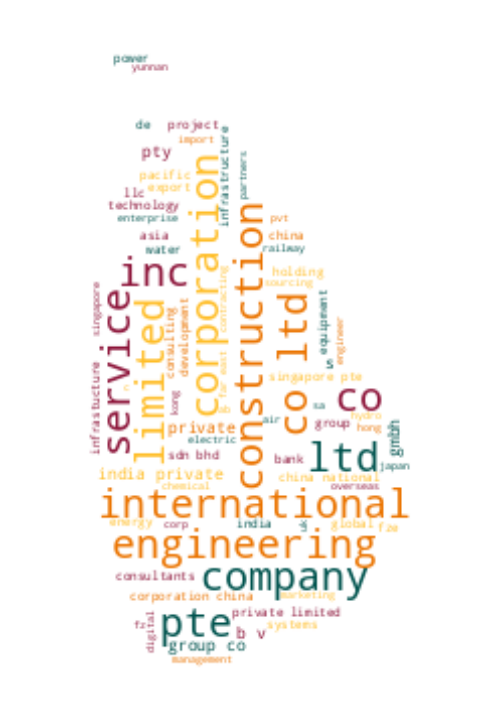 power
yunnan
de
project
import
pty
infrastructure
partners
pacific
export
llc
technology
enterprise
corporation
construction
pvt
asia
china
water
railway
inc
holding
sourcing
singapore
service
limited
consulting
development
contracting
far east
co ltd
equipment
engineer
s
infrastucture
singapore pte
kong
co
sa
hydro
private
air
group
hong
gmbh
electric
sdn bhd
bank
ltd
japan
india private
china national
chemical
overseas
international
energy
corp
india
uk
global
fze
engineering
consultants
company
corporation china
marketing
fz
digital
pte
private limited
b v
systems
group co
management